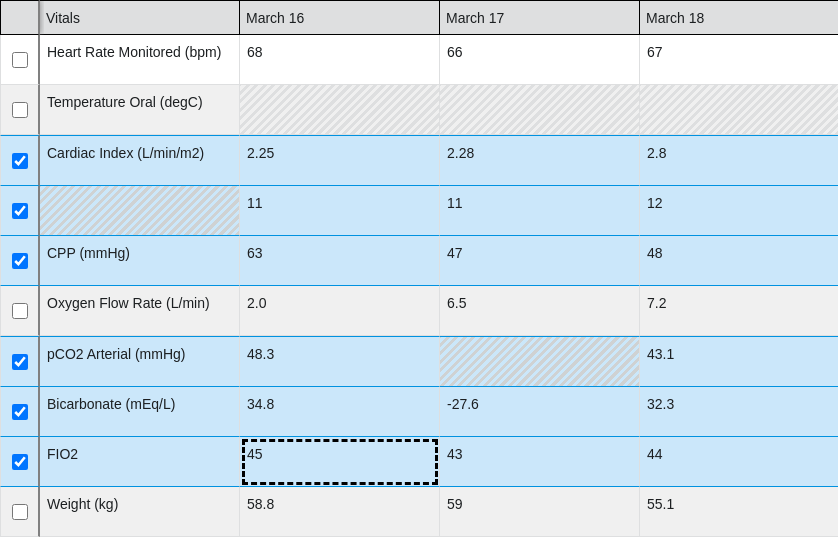 Vitals March 16 March 17 March 18
Heart Rate Monitored (bpm) 68 66 67
Temperature Oral (degC)
Cardiac Index (L/min/m2) 2.25 2.28 2.8
11 11 12
CPP (mmHg) 63 47 48
Oxygen Flow Rate (L/min) 2.0 6.5 7.2
pCO2 Arterial (mmHg) 48.3 43.1
Bicarbonate (mEq/L) 34.8 -27.6 32.3
FIO2 45 43 44
Weight (kg) 58.8 59 55.1